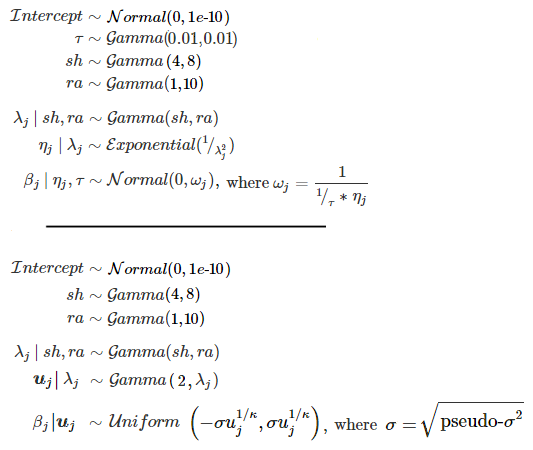 Intercept ∼ Normal(0, 1e-10)
τ ∼ Gamma(0.01,0.01)
sh ∼ Gamma(4, 8)
ra ∼ Gamma(1,10)
λ_j | sh, ra ∼ Gamma(sh, ra)
η_j | λ_j ∼ Exponential(1/λ_j^2)
β_j | η_j, τ ∼ Normal(0, ω_j), where ω_j = 1 / (1/τ * η_j)
Intercept ∼ Normal(0, 1e-10)
sh ∼ Gamma(4, 8)
ra ∼ Gamma(1,10)
λ_j | sh, ra ∼ Gamma(sh, ra)
u_j | λ_j ∼ Gamma(2, λ_j)
β_j|u_j ∼ Uniform (−σu_j^{1/κ}, σu_j^{1/κ}), where σ = √(pseudo-σ^2)